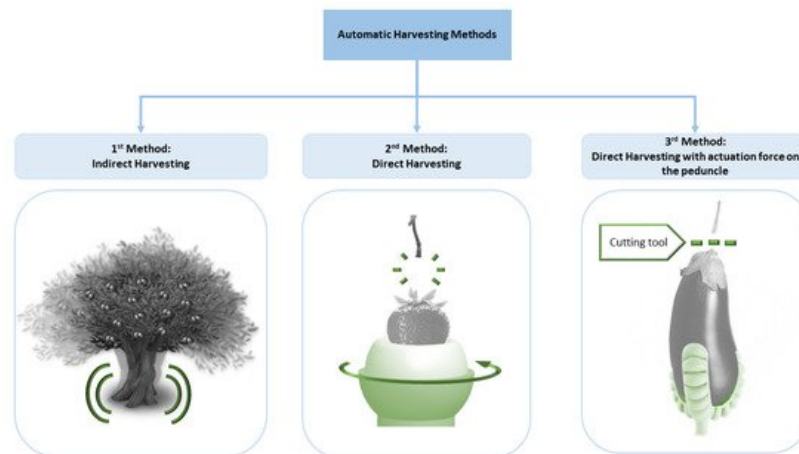 Automatic Harvesting Methods
1st Method:
Indirect Harvesting
2nd Method:
Direct Harvesting
3rd Method:
Direct Harvesting with actuation force on
the peduncle
Cutting tool